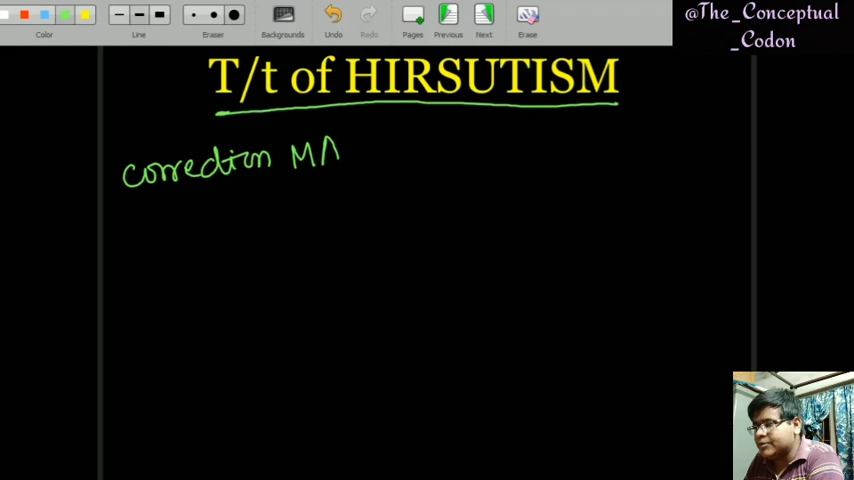 Color
Line
Eraser
Backgrounds
Undo
Redo
Pages
Previous
Next
Erase
@The_Conceptual
_Codon
T/t of HIRSUTISM
correction MA